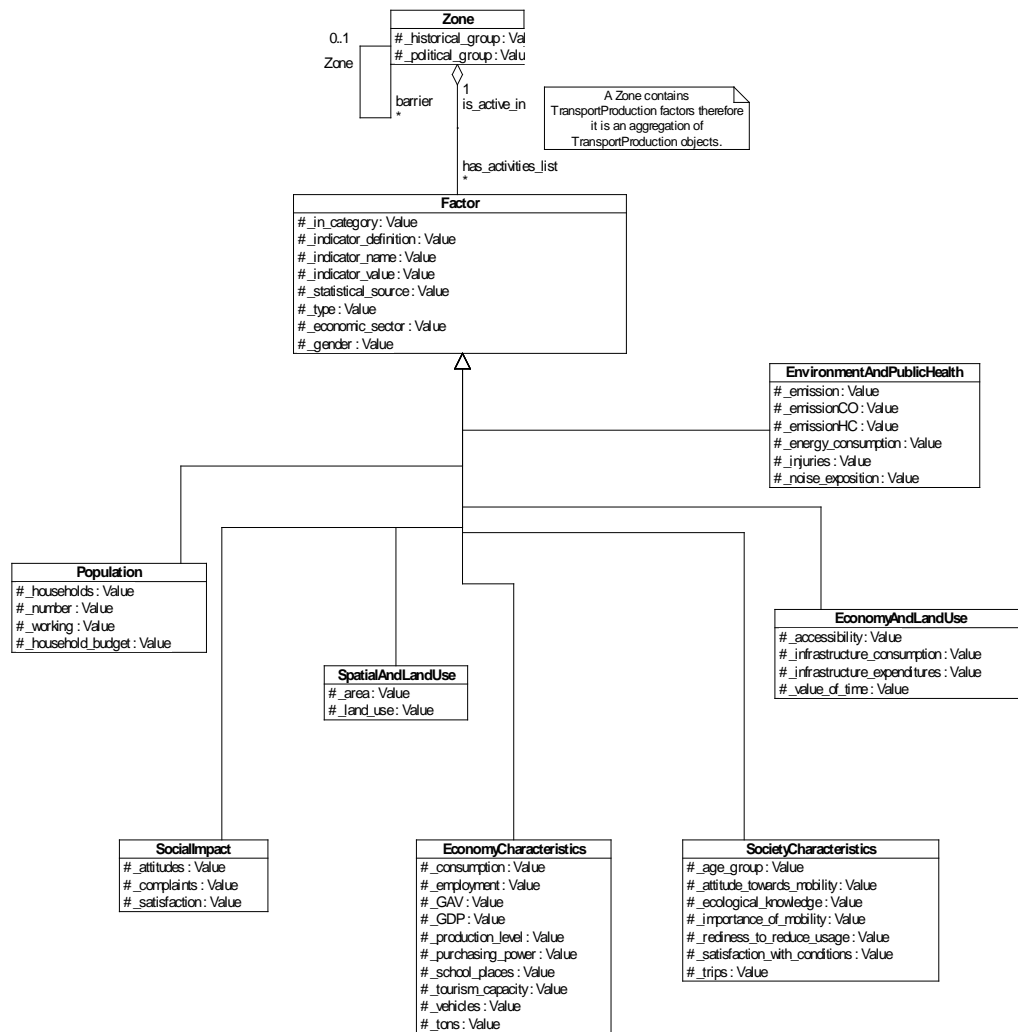 Zone
# _historical_group : Val
# _political_group : Valu
0..1
Zone
barrier
*
1
is_active_in
A Zone contains
TransportProduction factors therefore
it is an aggregation of
TransportProduction objects.
has_activities_list
*
Factor
# _in_category : Value
# _indicator_definition : Value
# _indicator_name : Value
# _indicator_value : Value
# _statistical_source : Value
# _type : Value
# _economic_sector : Value
# _gender : Value
EnvironmentAndPublicHealth
# _emission : Value
# _emissionCO : Value
# _emissionHC : Value
# _energy_consumption : Value
# _injuries : Value
# _noise_exposition : Value
Population
# _households : Value
# _number : Value
# _working : Value
# _household_budget : Value
EconomyAndLandUse
# _accessibility : Value
# _infrastructure_consumption : Value
# _infrastructure_expenditures : Value
# _value_of_time : Value
SpatialAndLandUse
# _area : Value
# _land_use : Value
SocialImpact
# _attitudes : Value
# _complaints : Value
# _satisfaction : Value
EconomyCharacteristics
# _consumption : Value
# _employment : Value
# _GAV : Value
# _GDP : Value
# _production_level : Value
# _purchasing_power : Value
# _school_places : Value
# _tourism_capacity : Value
# _vehicles : Value
# _tons : Value
SocietyCharacteristics
# _age_group : Value
# _attitude_towards_mobility : Value
# _ecological_knowledge : Value
# _importance_of_mobility : Value
# _rediness_to_reduce_usage : Value
# _satisfaction_with_conditions : Value
# _trips : Value